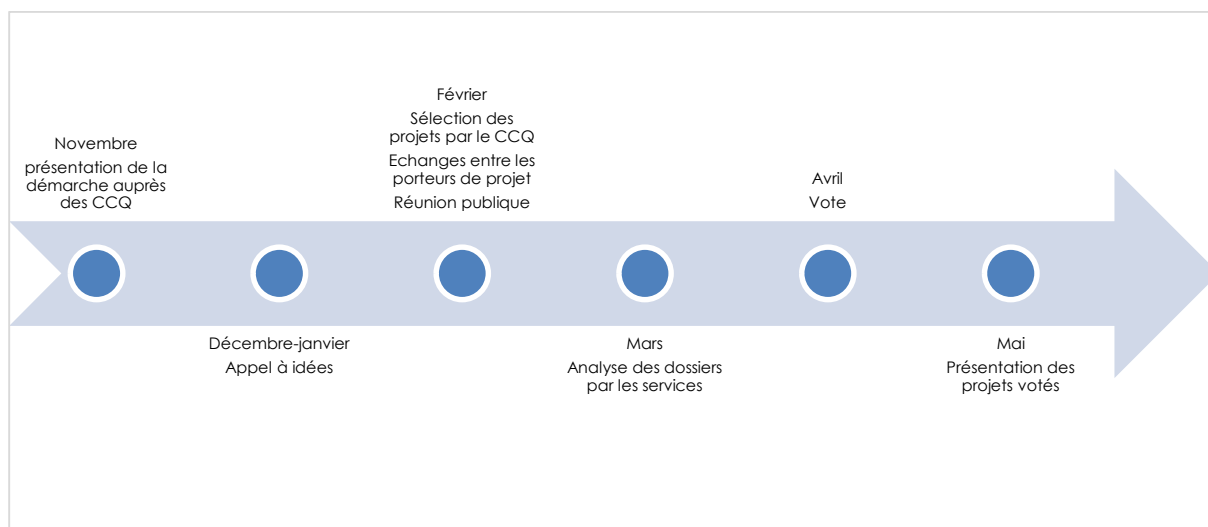 Novembre
présentation de la
démarche auprès
des CCQ
Décembre-janvier
Appel à idées
Février
Sélection des
projets par le CCQ
Echanges entre les
porteurs de projet
Réunion publique
Mars
Analyse des dossiers
par les services
Avril
Vote
Mai
Présentation des
projets votés